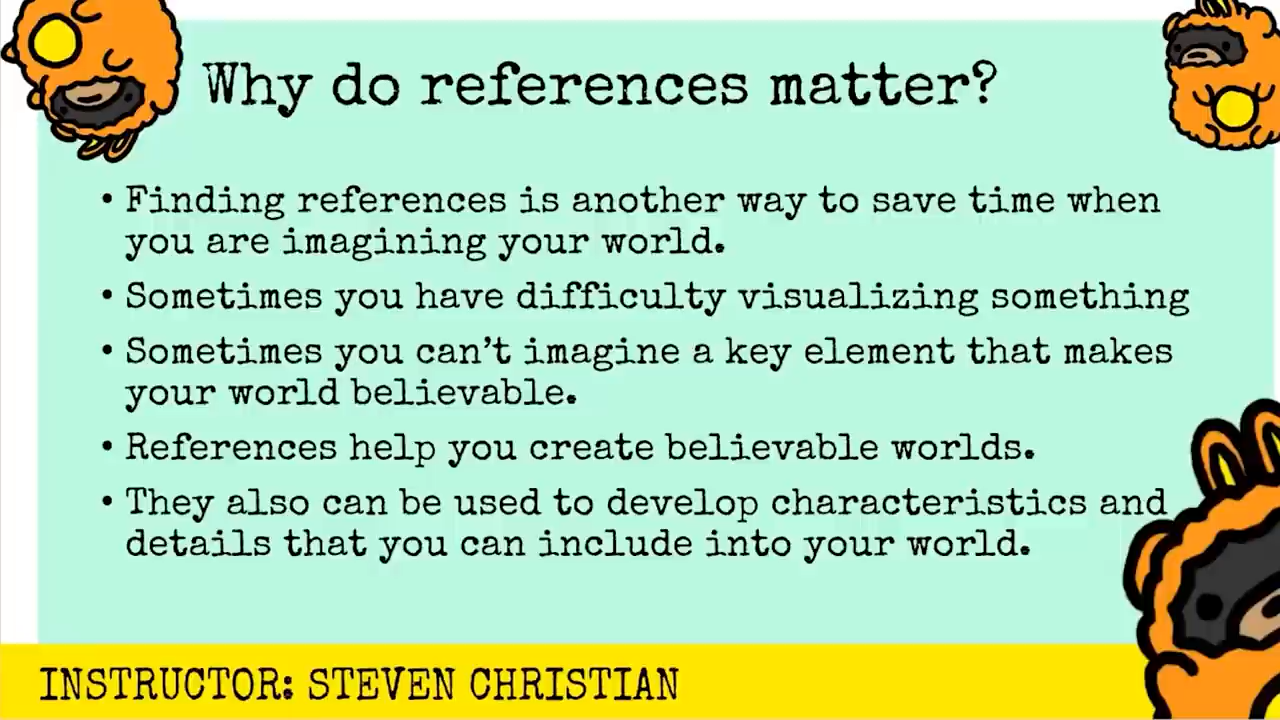 Why do references matter?
• Finding references is another way to save time when
you are imagining your world.
• Sometimes you have difficulty visualizing something
• Sometimes you can't imagine a key element that makes
your world believable.
• References help you create believable worlds.
• They also can be used to develop characteristics and
details that you can include into your world.
INSTRUCTOR: STEVEN CHRISTIAN